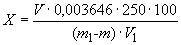 X = V · 0,003646 · 250 · 100 / (m₁-m) · V₁